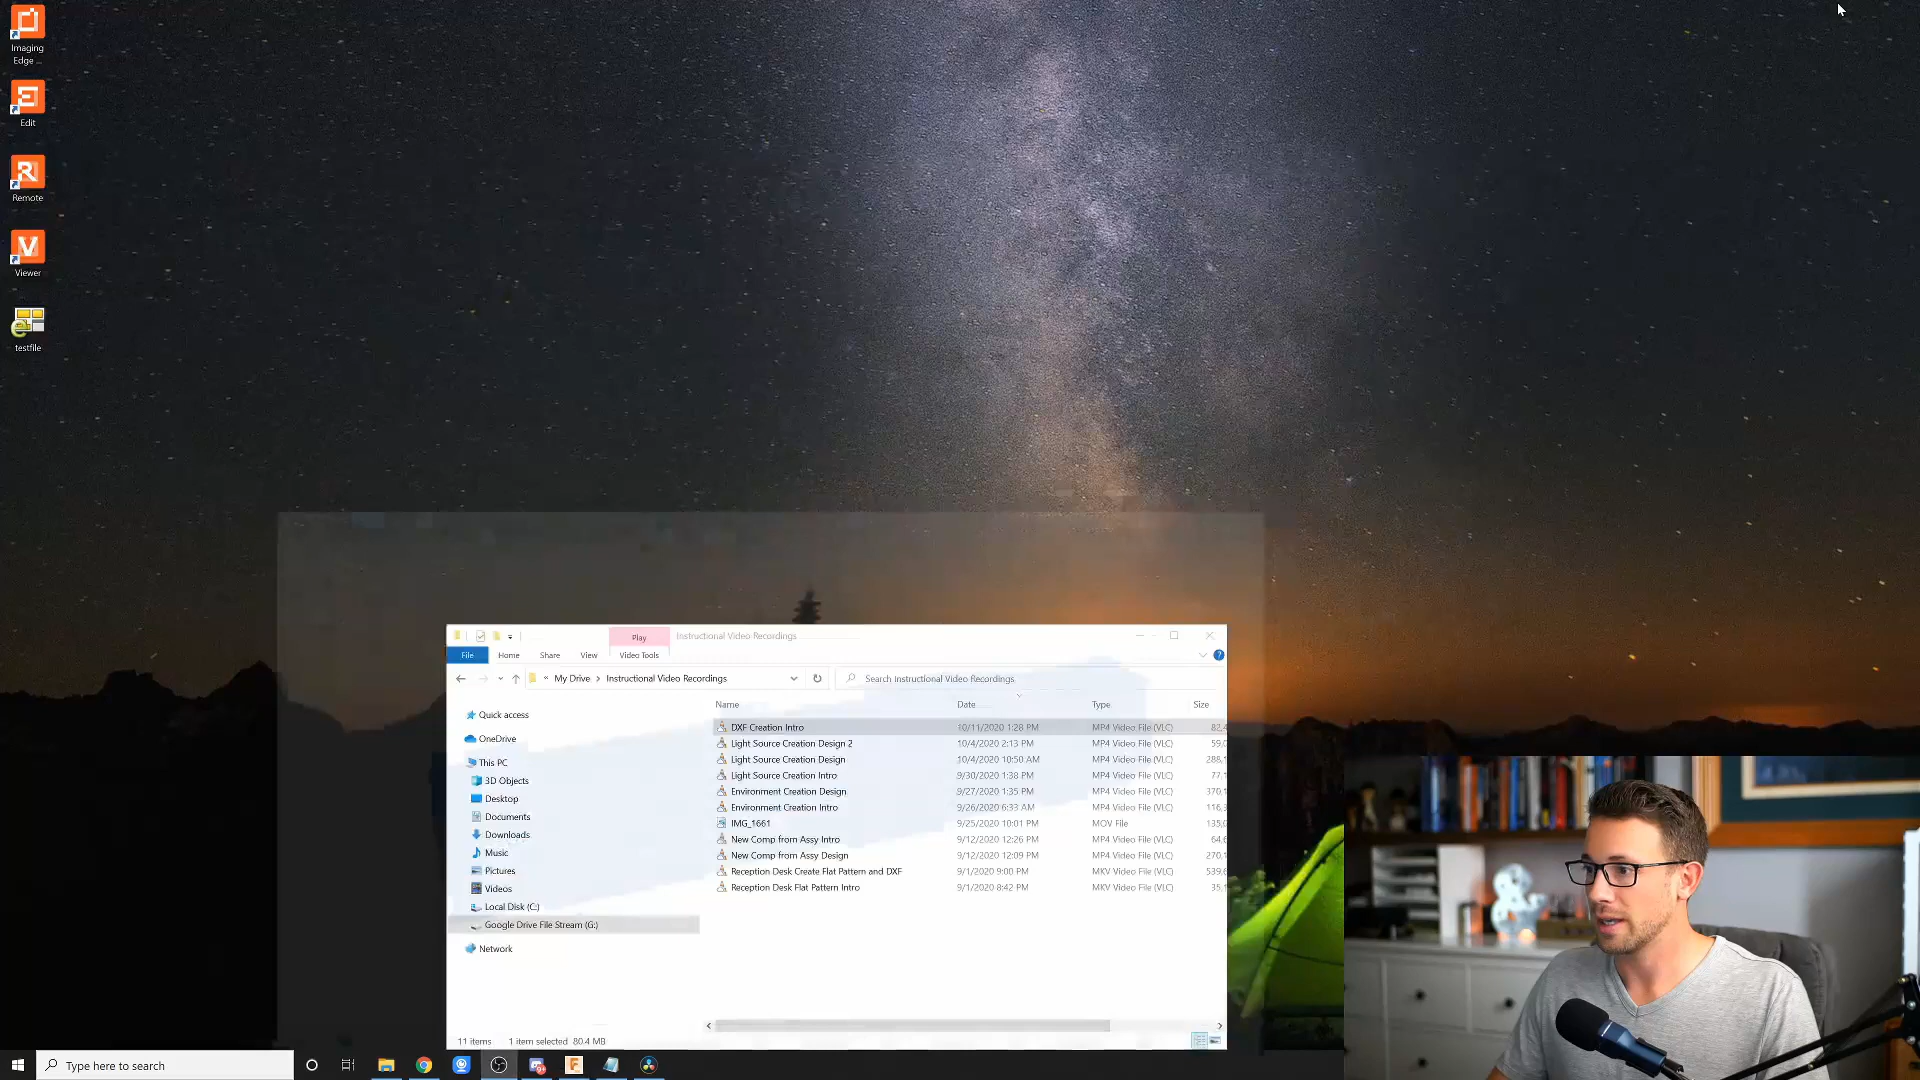 Imaging
Edge ...
Edit
Remote
Viewer
testfile
Play
Instructional Video Recordings
File
Home
Share
View
Video Tools
« My Drive > Instructional Video Recordings
Search Instructional Video Recordings
Quick access
OneDrive
This PC
3D Objects
Desktop
Documents
Downloads
Music
Pictures
Videos
Local Disk (C:)
Google Drive File Stream (G:)
Network
Name Date Type Size
DXF Creation Intro 10/11/2020 1:28 PM MP4 Video File (VLC) 82,4
Light Source Creation Design 2 10/4/2020 2:13 PM MP4 Video File (VLC) 59,0
Light Source Creation Design 10/4/2020 10:50 AM MP4 Video File (VLC) 288,1
Light Source Creation Intro 9/30/2020 1:38 PM MP4 Video File (VLC) 77,1
Environment Creation Design 9/27/2020 1:35 PM MP4 Video File (VLC) 370,1
Environment Creation Intro 9/26/2020 6:33 AM MP4 Video File (VLC) 116,9
IMG_1661 9/25/2020 10:01 PM MOV File 135,0
New Comp from Assy Intro 9/12/2020 12:26 PM MP4 Video File (VLC) 64,6
New Comp from Assy Design 9/12/2020 12:09 PM MP4 Video File (VLC) 270,1
Reception Desk Create Flat Pattern and DXF 9/1/2020 9:00 PM MKV Video File (VLC) 539,6
Reception Desk Flat Pattern Intro 9/1/2020 8:42 PM MKV Video File (VLC) 35,1
11 items 1 item selected 80.4 MB
Type here to search